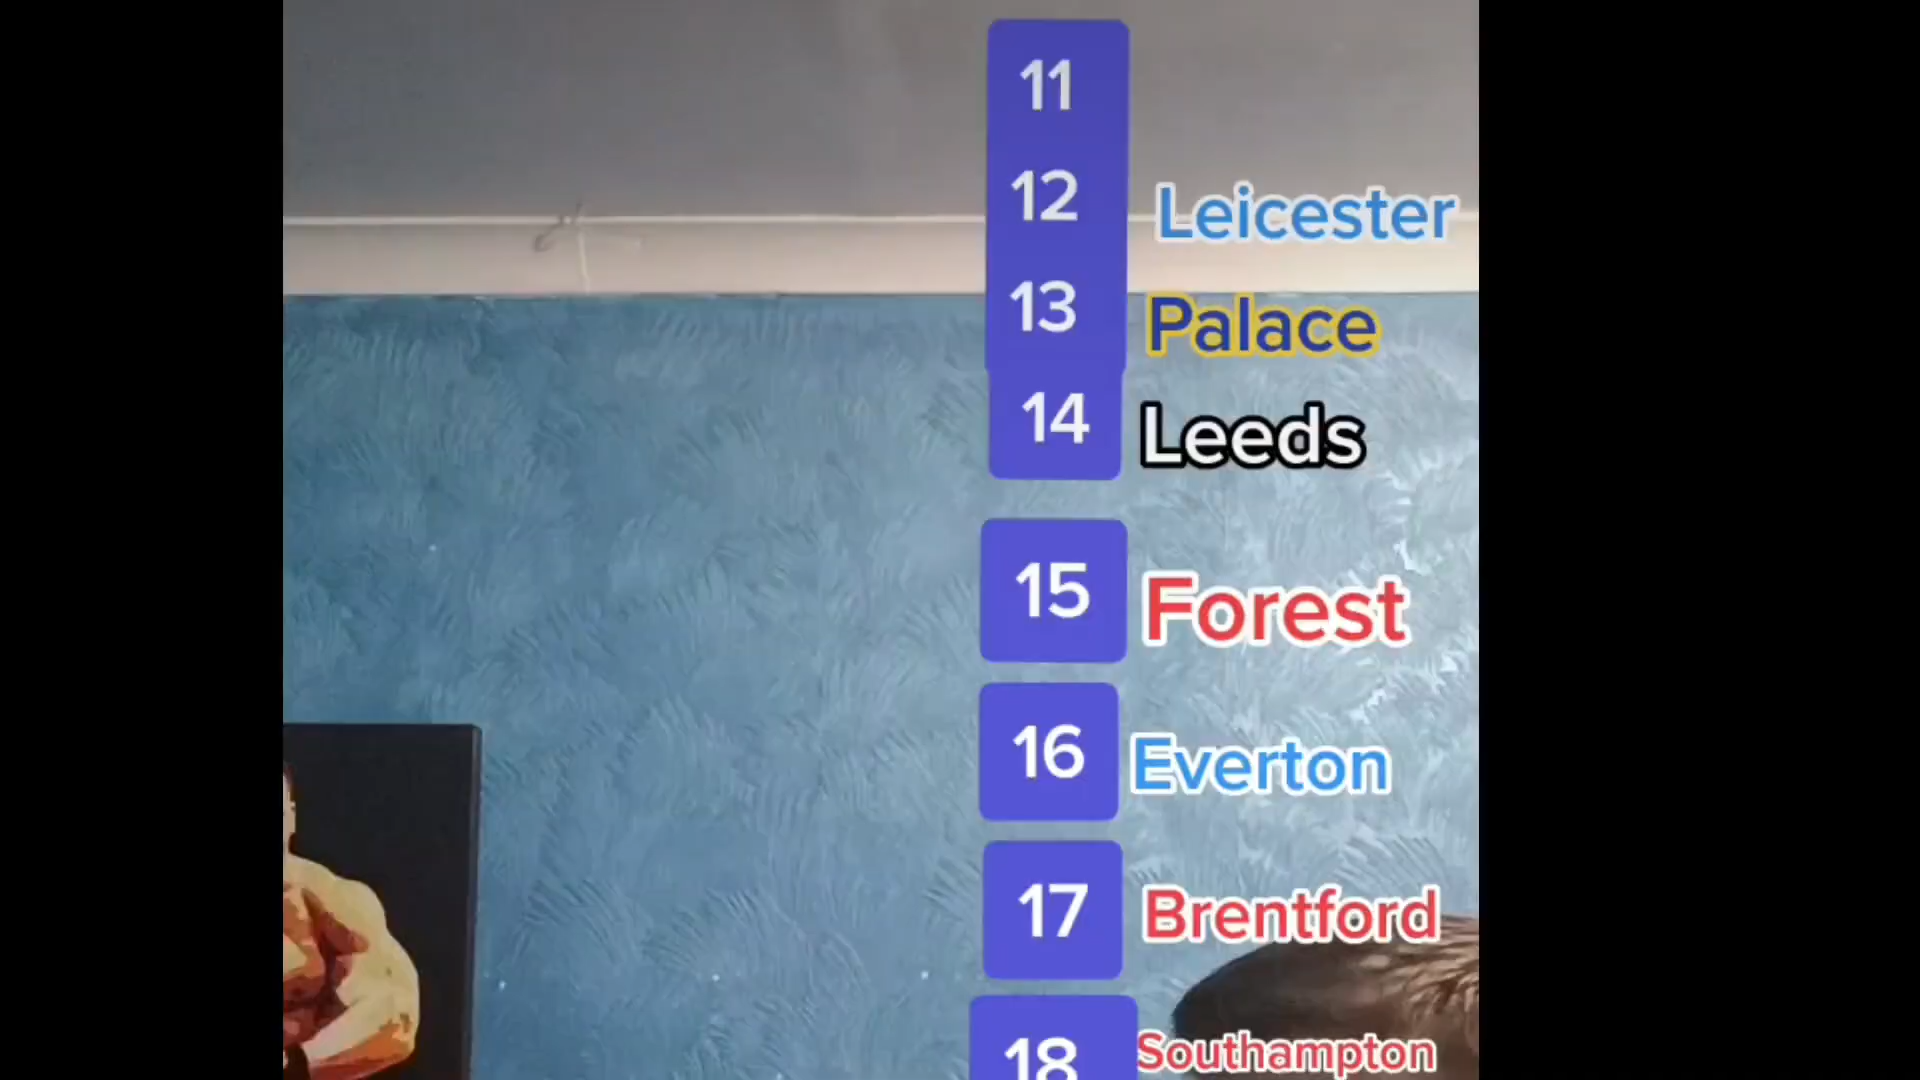 11
12 Leicester
13 Palace
14 Leeds
15 Forest
16 Everton
17 Brentford
18 Southampton